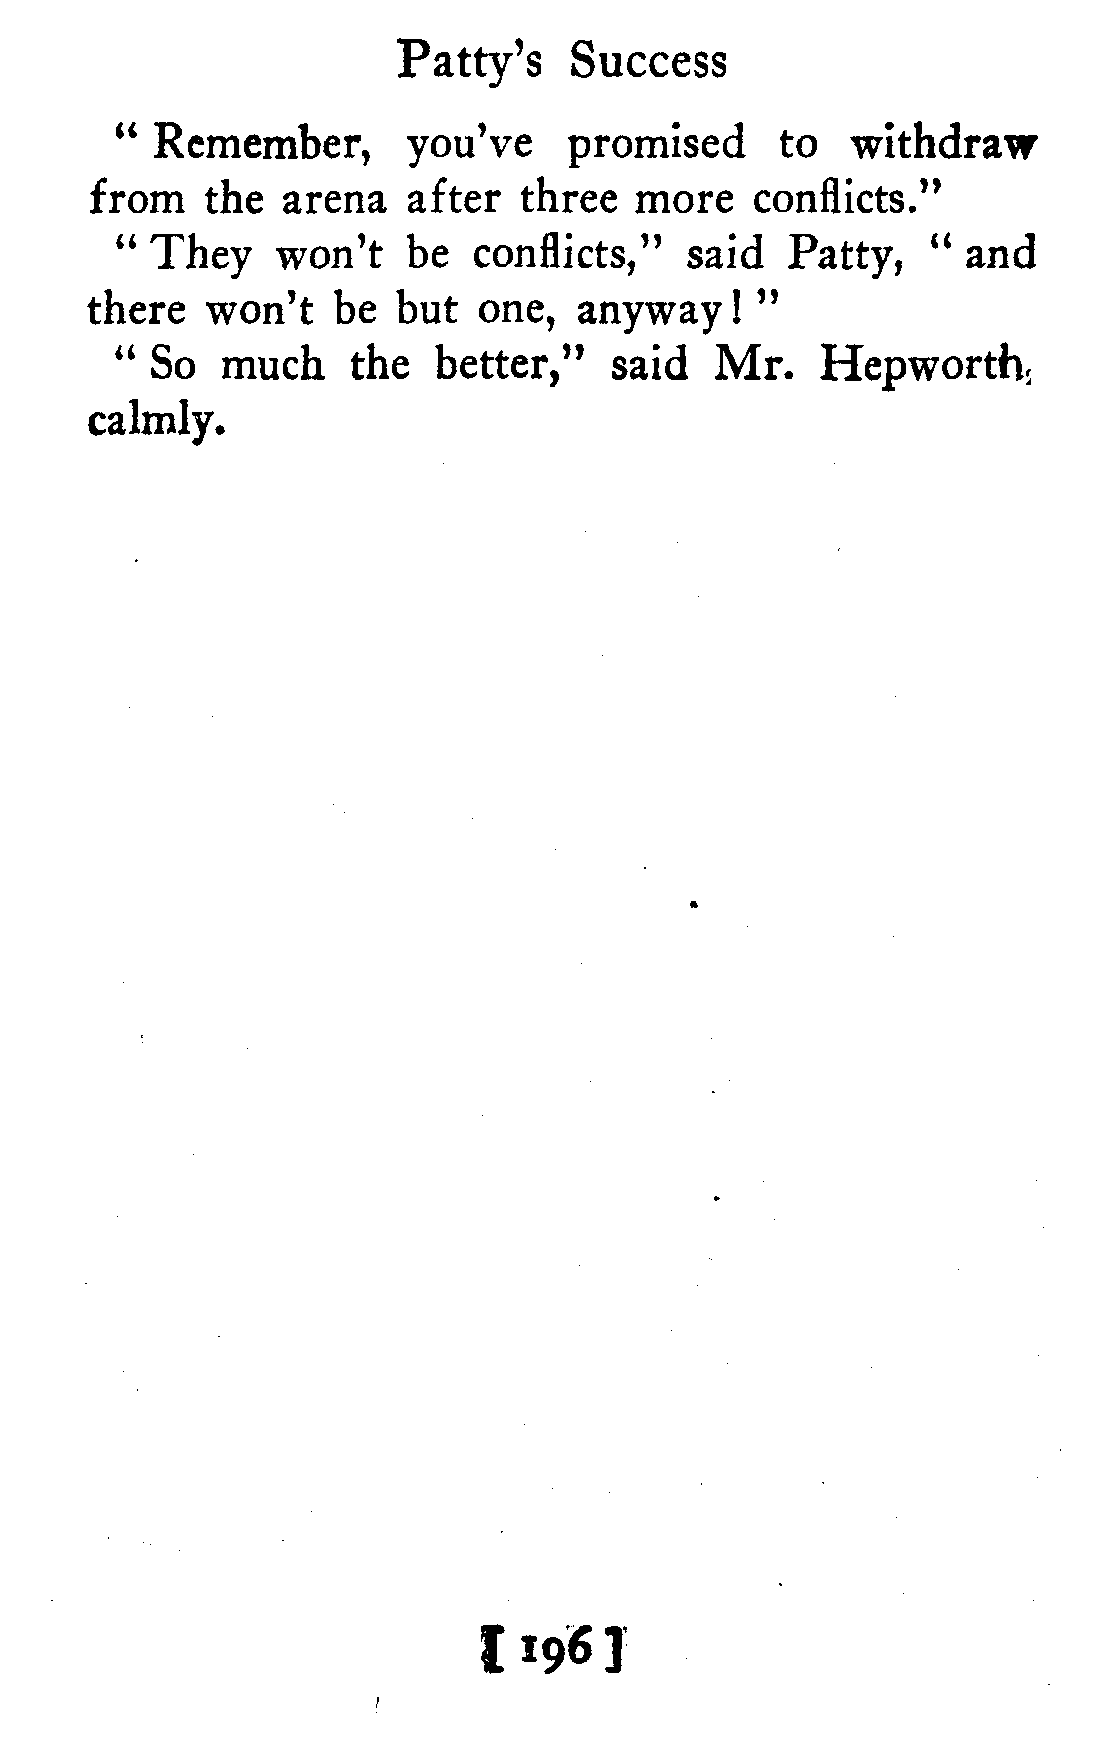 Patty's Success
“ Remember, you've promised to withdraw
from the arena after three more conflicts.”
“ They won't be conflicts,” said Patty, “ and
there won't be but one, anyway! ”
“ So much the better,” said Mr. Hepworth,
calmly.
[ 196 ]